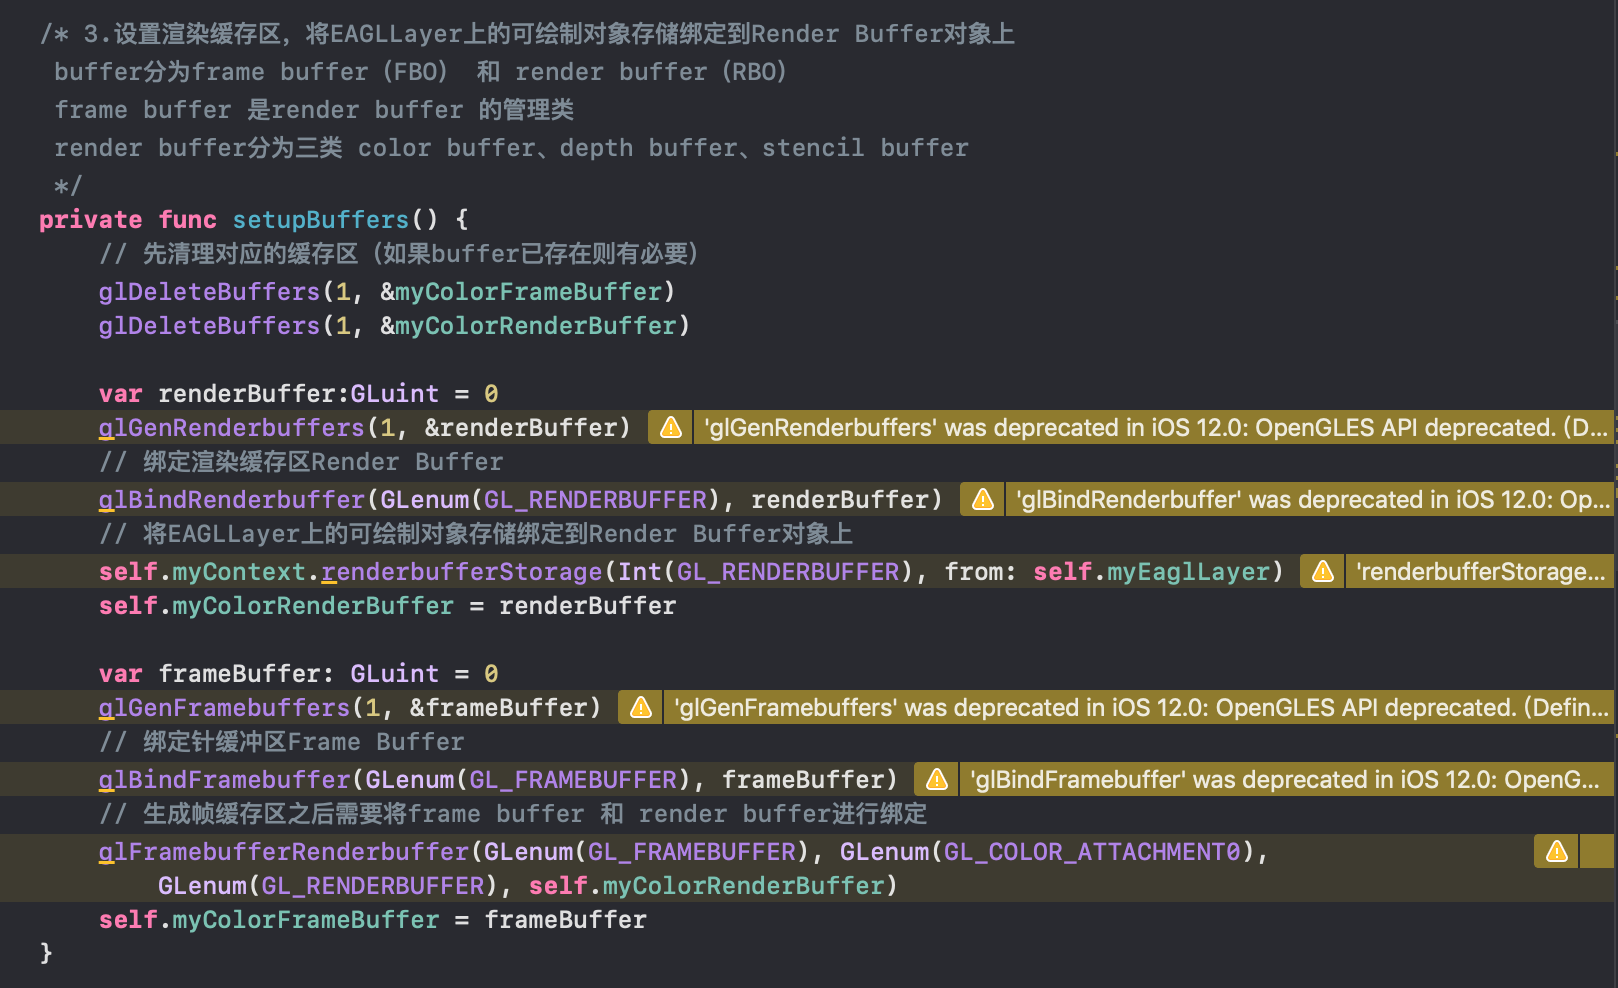 /* 3.设置渲染缓存区，将EAGLLayer上的可绘制对象存储绑定到Render Buffer对象上
buffer分为frame buffer（FBO） 和 render buffer（RBO）
frame buffer 是render buffer 的管理类
render buffer分为三类 color buffer、depth buffer、stencil buffer
*/
private func setupBuffers() {
// 先清理对应的缓存区（如果buffer已存在则有必要）
glDeleteBuffers(1, &myColorFrameBuffer)
glDeleteBuffers(1, &myColorRenderBuffer)
var renderBuffer:GLuint = 0
glGenRenderbuffers(1, &renderBuffer) 'glGenRenderbuffers' was deprecated in iOS 12.0: OpenGLES API deprecated. (D...
// 绑定渲染缓存区Render Buffer
glBindRenderbuffer(GLenum(GL_RENDERBUFFER), renderBuffer) 'glBindRenderbuffer' was deprecated in iOS 12.0: Op...
// 将EAGLLayer上的可绘制对象存储绑定到Render Buffer对象上
self.myContext.renderbufferStorage(Int(GL_RENDERBUFFER), from: self.myEaglLayer) 'renderbufferStorage...
self.myColorRenderBuffer = renderBuffer
var frameBuffer: GLuint = 0
glGenFramebuffers(1, &frameBuffer) 'glGenFramebuffers' was deprecated in iOS 12.0: OpenGLES API deprecated. (Defin...
// 绑定针缓冲区Frame Buffer
glBindFramebuffer(GLenum(GL_FRAMEBUFFER), frameBuffer) 'glBindFramebuffer' was deprecated in iOS 12.0: OpenG...
// 生成帧缓存区之后需要将frame buffer 和 render buffer进行绑定
glFramebufferRenderbuffer(GLenum(GL_FRAMEBUFFER), GLenum(GL_COLOR_ATTACHMENT0),
GLenum(GL_RENDERBUFFER), self.myColorRenderBuffer)
self.myColorFrameBuffer = frameBuffer
}